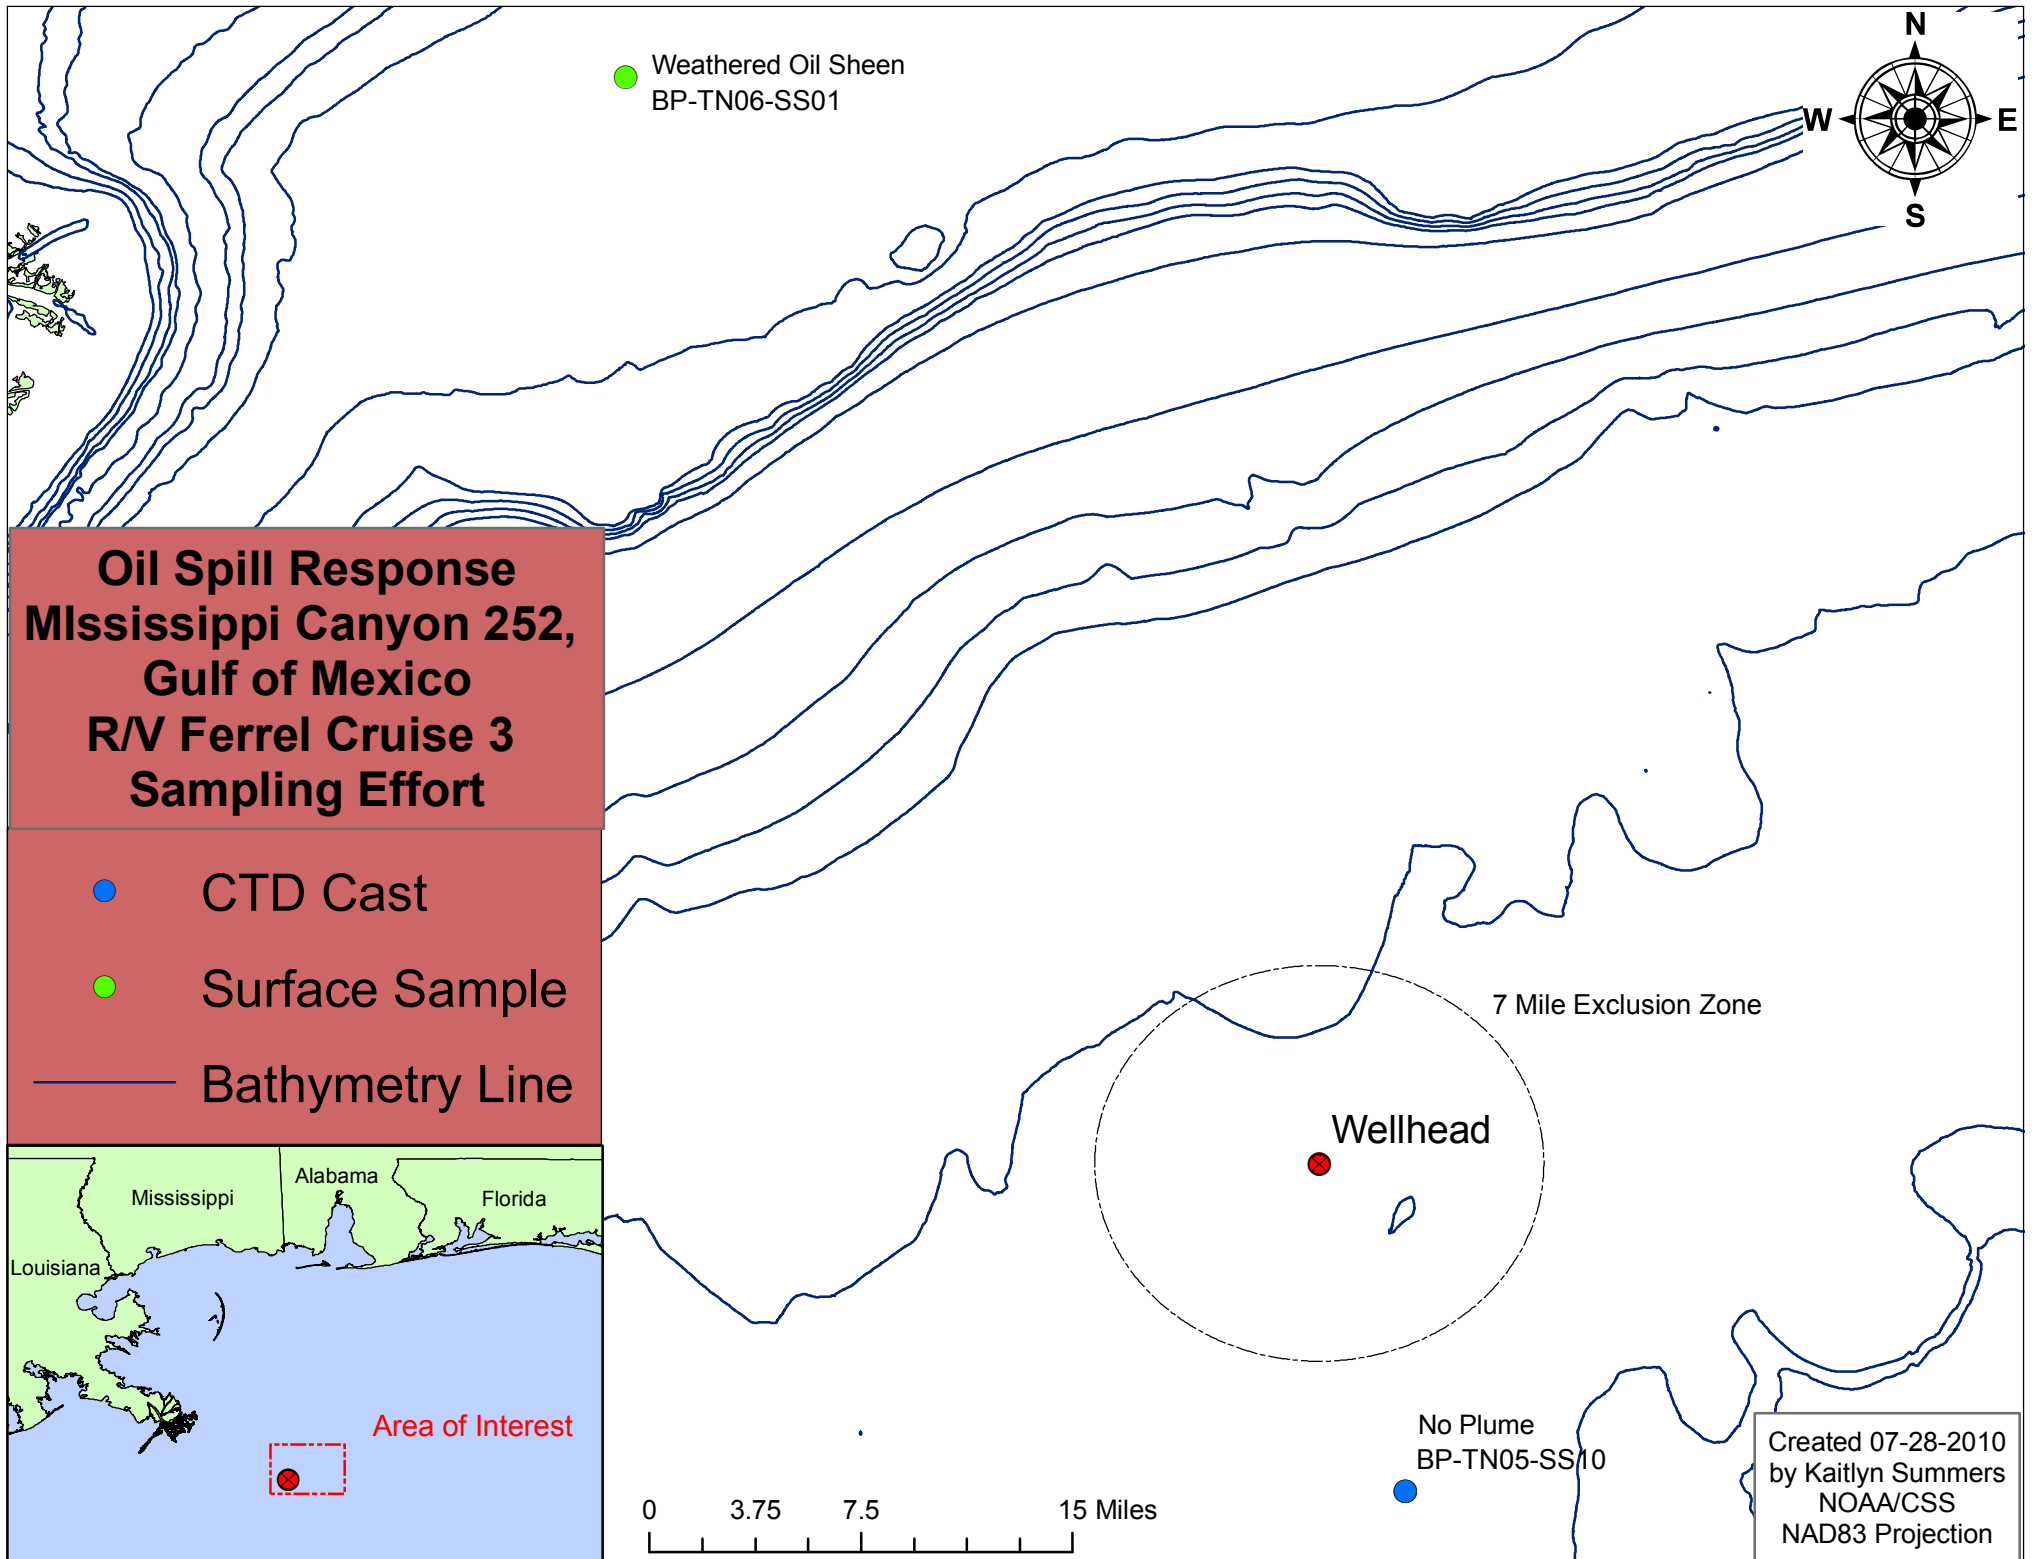 Weathered Oil Sheen
BP-TN06-SS01
N
W
E
S
Oil Spill Response
MIssissippi Canyon 252,
Gulf of Mexico
R/V Ferrel Cruise 3
Sampling Effort
CTD Cast
Surface Sample
Bathymetry Line
7 Mile Exclusion Zone
Wellhead
Mississippi
Alabama
Florida
Louisiana
Area of Interest
No Plume
BP-TN05-SS10
0 3.75 7.5 15 Miles
Created 07-28-2010
by Kaitlyn Summers
NOAA/CSS
NAD83 Projection